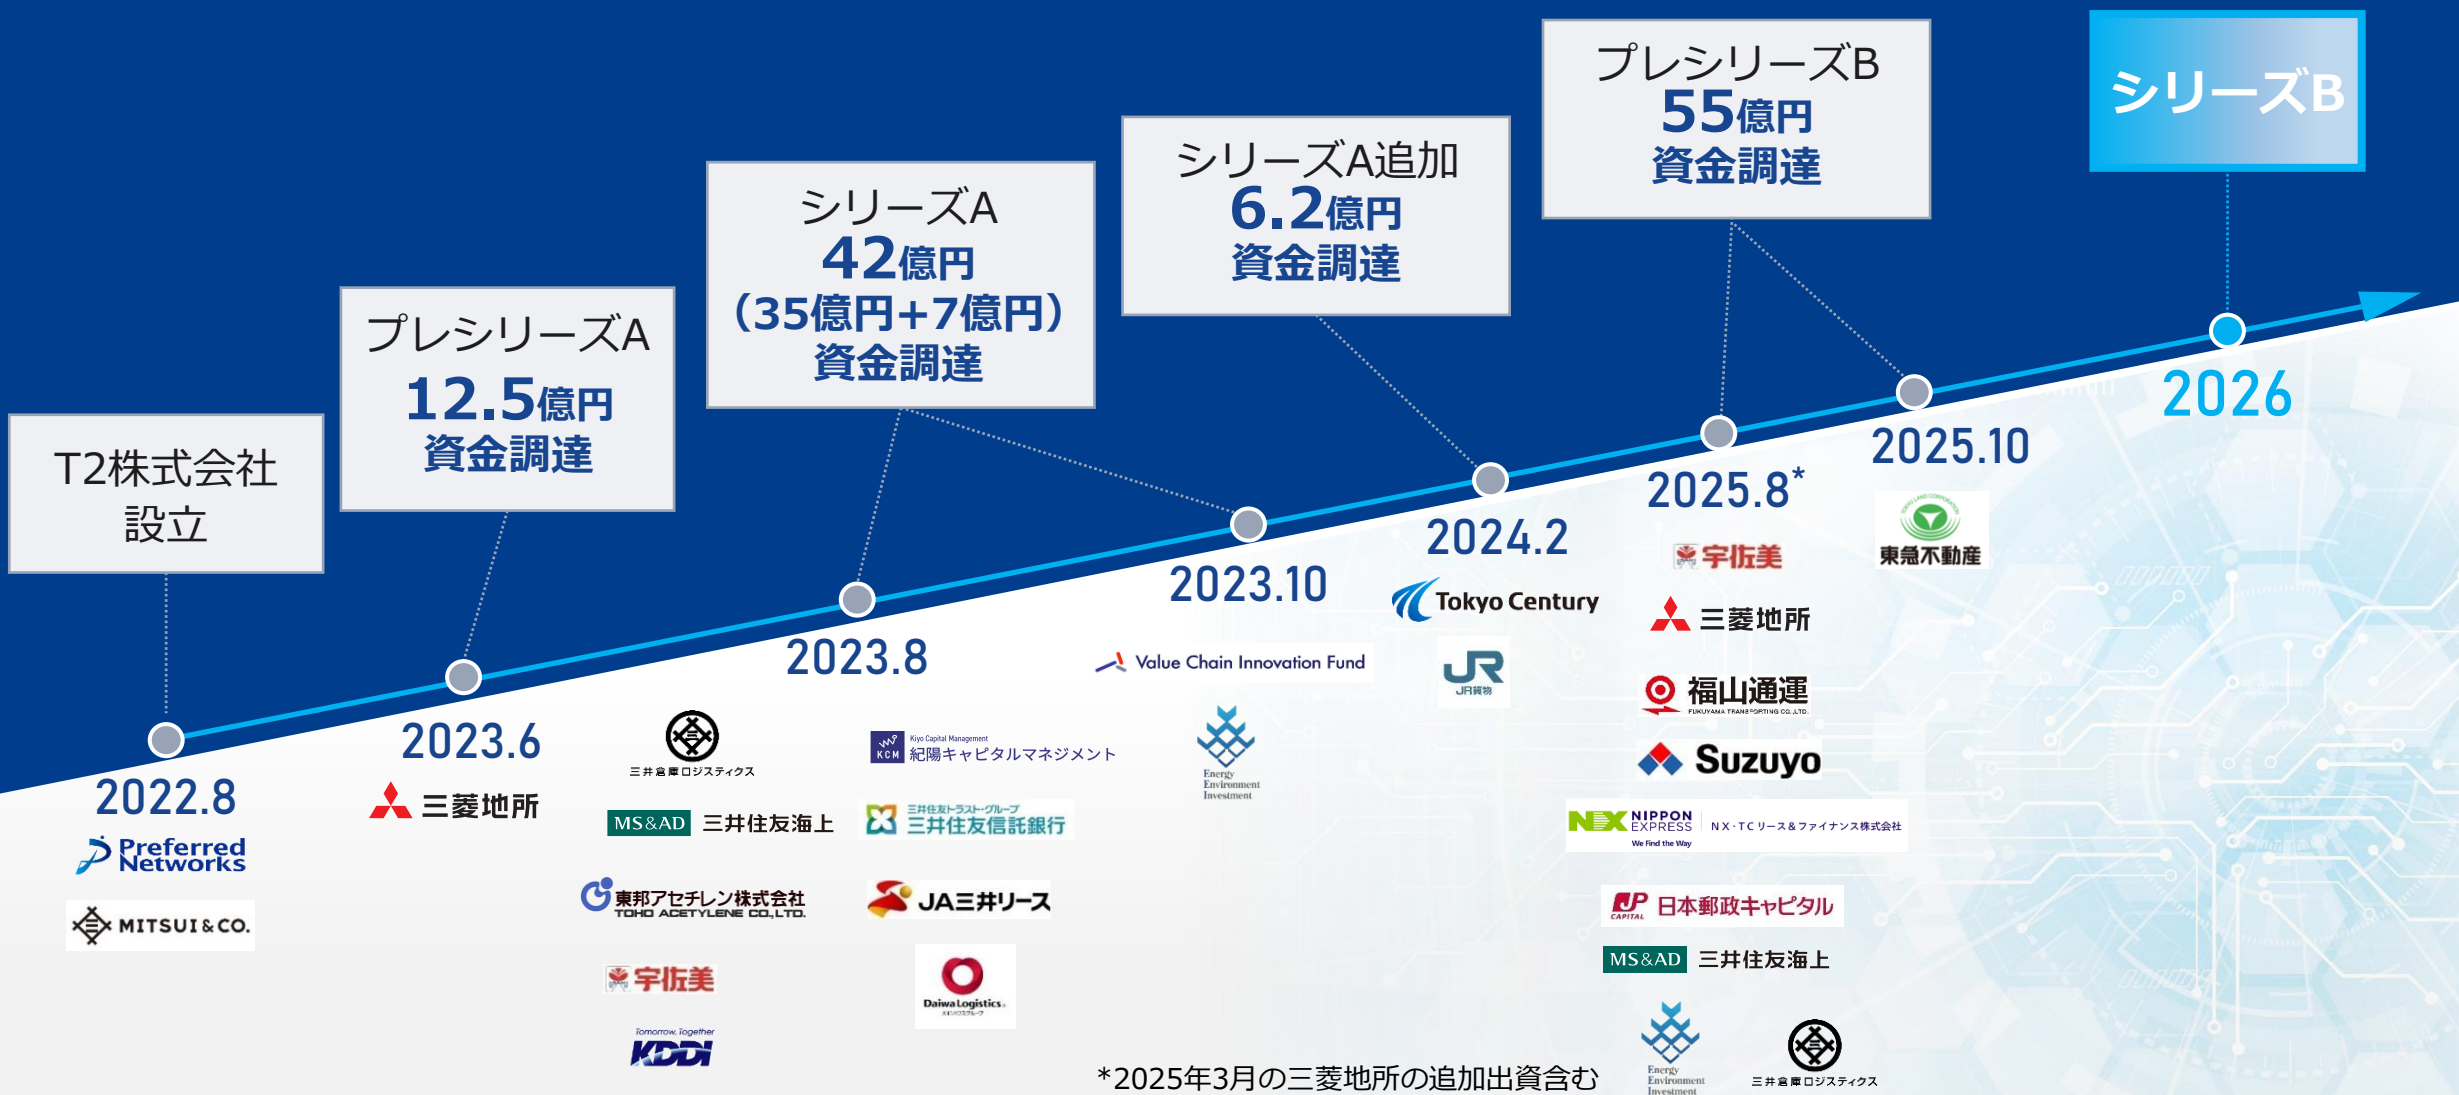 T2株式会社
設立
2022.8
Preferred
Networks
MITSUI&CO.
プレシリーズA
12.5億円
資金調達
2023.6
三菱地所
シリーズA
42億円
（35億円+7億円）
資金調達
2023.8
三井倉庫ロジスティクス
MS&AD 三井住友海上
東邦アセチレン株式会社
TOHO ACETYLENE CO.,LTD.
宇佐美
Tomorrow, Together
KDDI
Kiyo Capital Management
KCM 紀陽キャピタルマネジメント
三井住友トラスト・グループ
三井住友信託銀行
JA三井リース
Daiwa Logistics
大和ハウスグループ
2023.10
Value Chain Innovation Fund
Energy
Environment
Investment
シリーズA追加
6.2億円
資金調達
2024.2
Tokyo Century
JR
JR貨物
プレシリーズB
55億円
資金調達
2025.8*
宇佐美
三菱地所
福山通運
FUKUYAMA TRANSPORTING CO.,LTD.
Suzuyo
NX NIPPON
EXPRESS
We Find the Way
NX・TCリース＆ファイナンス株式会社
JP
CAPITAL
日本郵政キャピタル
MS&AD 三井住友海上
Energy
Environment
Investment
三井倉庫ロジスティクス
2025.10
TOKYU LAND CORPORATION
東急不動産
シリーズB
2026
*2025年3月の三菱地所の追加出資含む